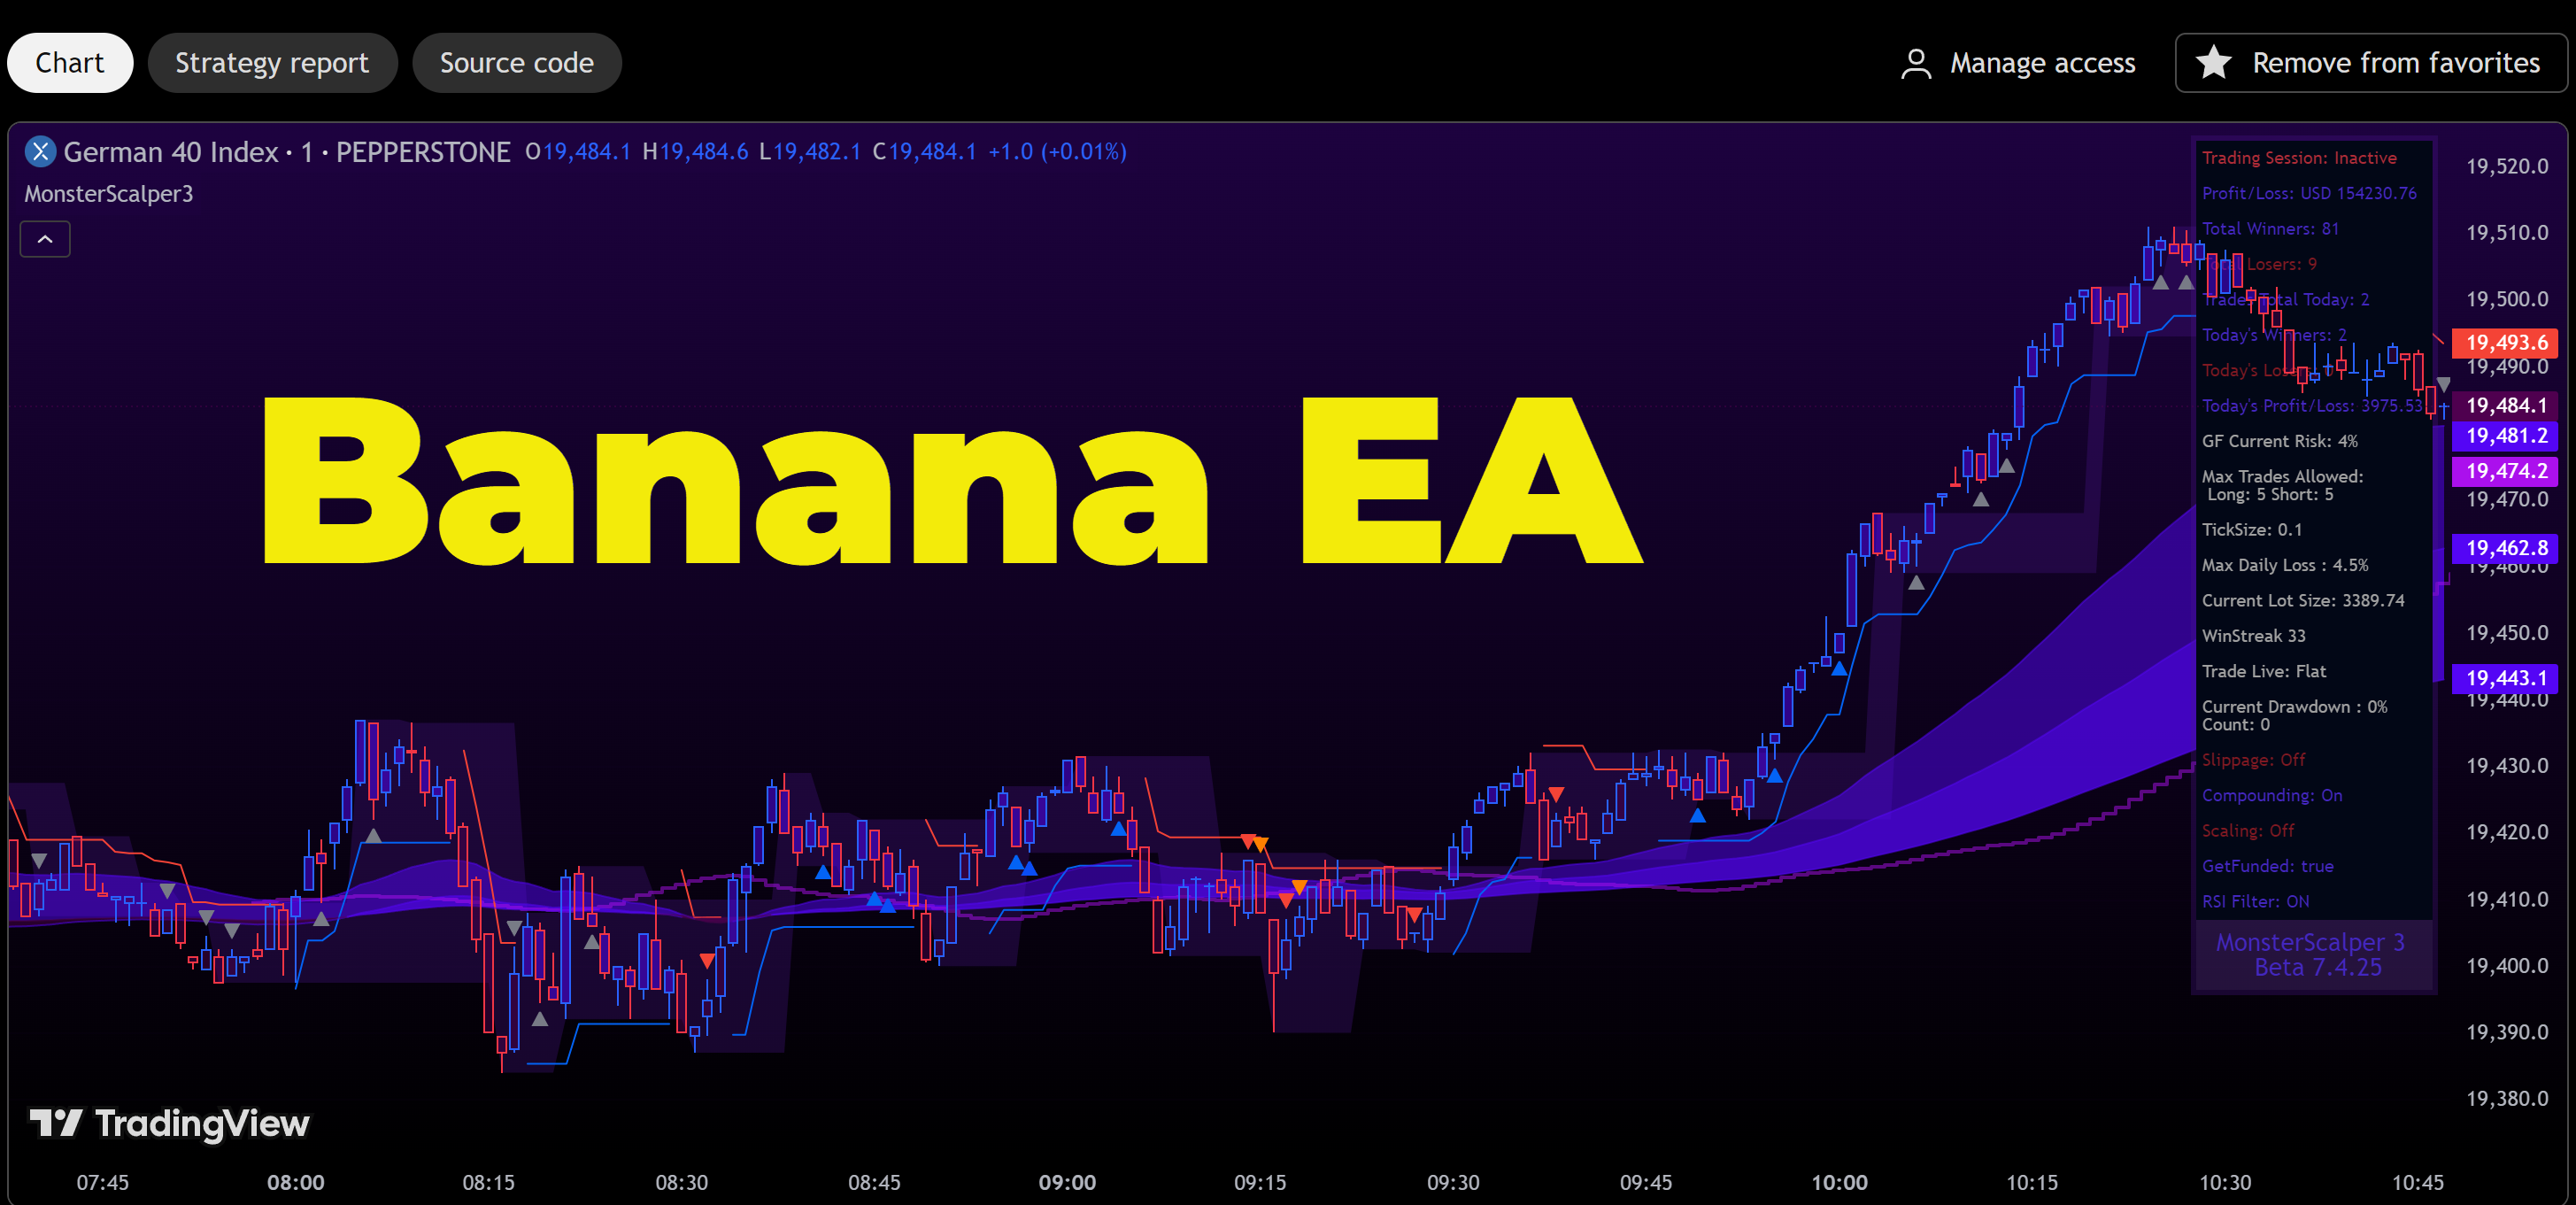 Chart Strategy report Source code Manage access Remove from favorites
German 40 Index · 1 · PEPPERSTONE O19,484.1 H19,484.6 L19,482.1 C19,484.1 +1.0 (+0.01%)
MonsterScalper3
Banana EA
Trading Session: Inactive
Profit/Loss: USD 154230.76
Total Winners: 81
Total Losers: 9
Trades Total Today: 2
Today's Winners: 2
Today's Losers: 0
Today's Profit/Loss: 3975.53
GF Current Risk: 4%
Max Trades Allowed:
Long: 5 Short: 5
TickSize: 0.1
Max Daily Loss : 4.5%
Current Lot Size: 3389.74
WinStreak 33
Trade Live: Flat
Current Drawdown : 0%
Count: 0
Slippage: Off
Compounding: On
Scaling: Off
GetFunded: true
RSI Filter: ON
MonsterScalper 3
Beta 7.4.25
19,520.0
19,510.0
19,500.0
19,493.6
19,490.0
19,484.1
19,481.2
19,474.2
19,470.0
19,462.8
19,460.0
19,450.0
19,443.1
19,440.0
19,430.0
19,420.0
19,410.0
19,400.0
19,390.0
19,380.0
TradingView
07:45 08:00 08:15 08:30 08:45 09:00 09:15 09:30 09:45 10:00 10:15 10:30 10:45